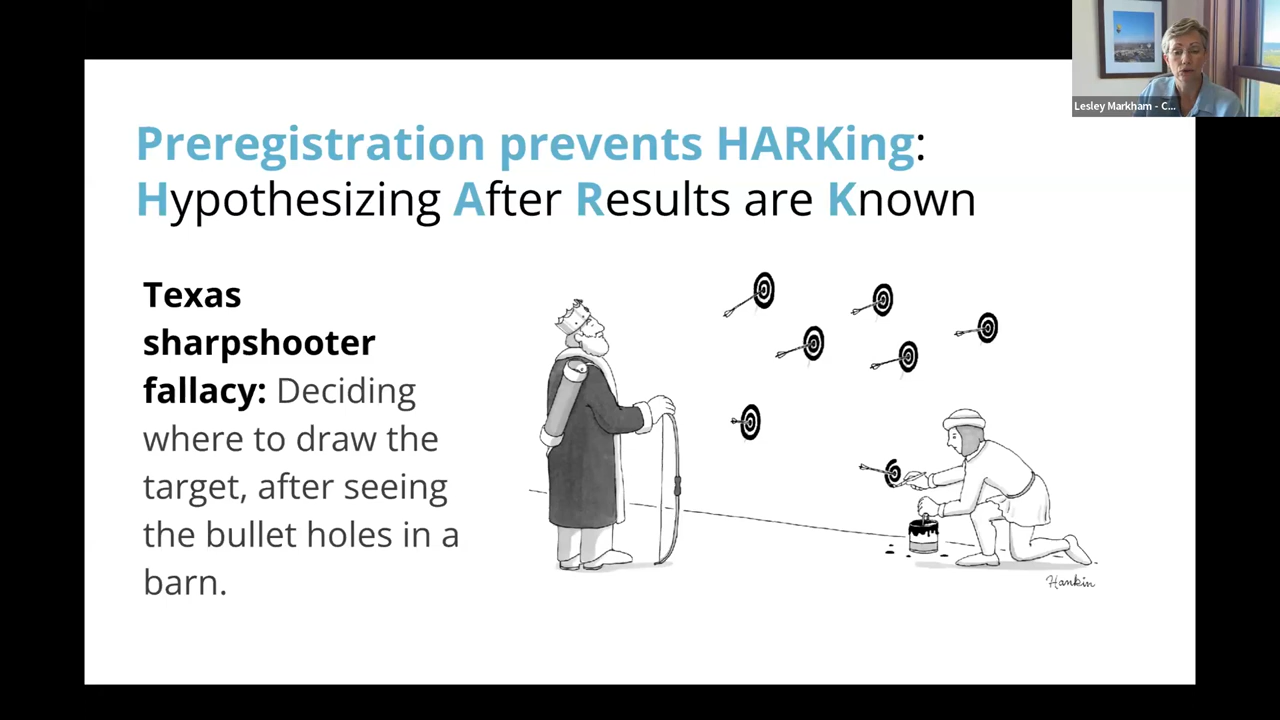 Lesley Markham - C...
Preregistration prevents HARKing:
Hypothesizing After Results are Known
Texas
sharpshooter
fallacy: Deciding
where to draw the
target, after seeing
the bullet holes in a
barn.
Hankin